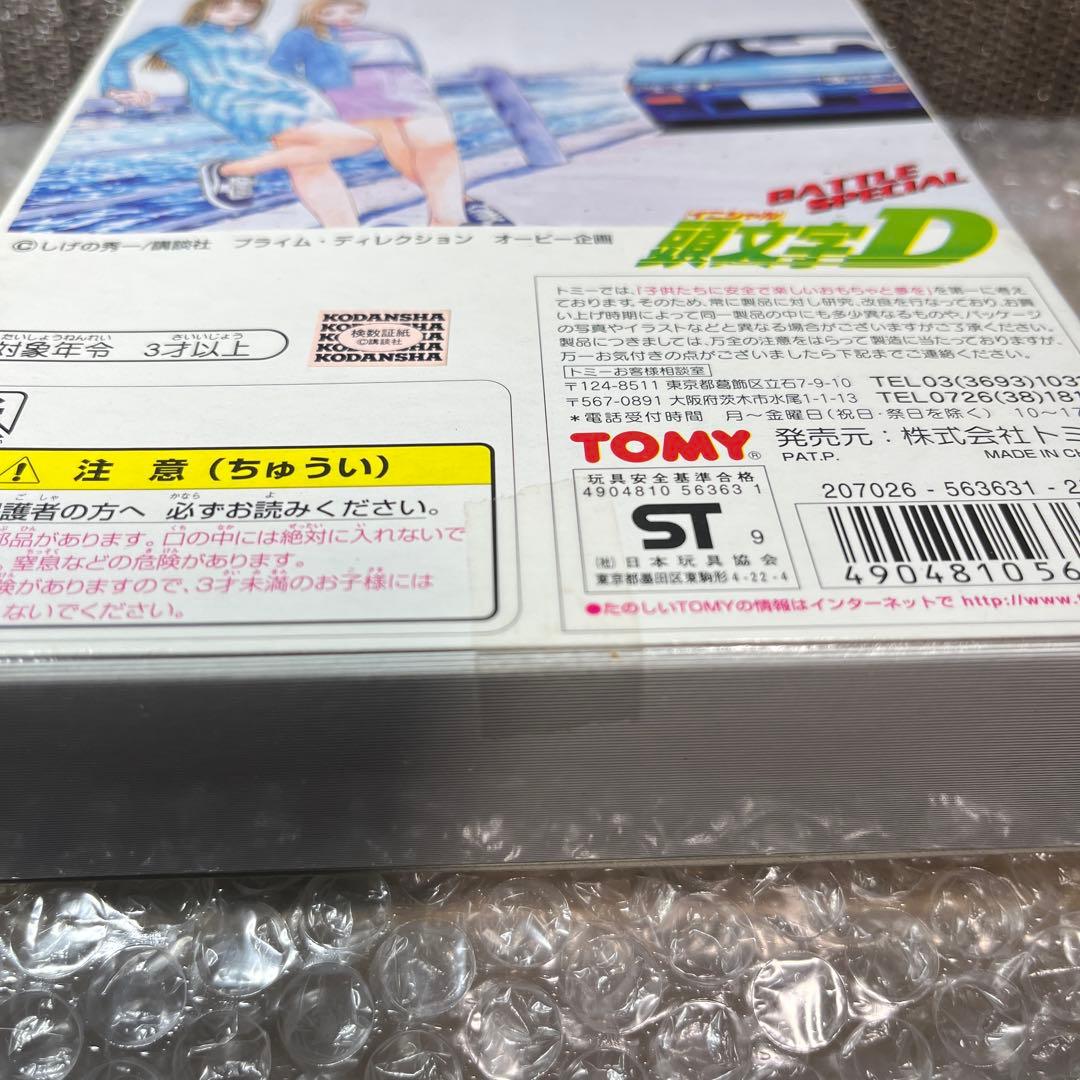 BATTLE
SPECIAL
イニシャル
頭文字D
©しげの秀一/講談社 プライム・ディレクション オービー企画
たいしょうねんれい さいいじょう
対象年令 3才以上
KODANSHA
検数証紙
©講談社
KODANSHA
トミーでは、「子供たちに安全で楽しいおもちゃと夢を」を第一に考え
ております。そのため、常に製品に対し研究、改良を行なっており、お買
い上げ時期によって同一製品の中にも多少異なるものや、パッケージ
の写真やイラストなどと異なる場合がございますがご了承ください。
製品につきましては、万全の注意をはらって製造に当たっておりますが、
万一お気付きの点がございましたら下記までご連絡ください。
トミーお客様相談室
〒124-8511 東京都葛飾区立石7-9-10 TEL03(3693)103
〒567-0891 大阪府茨木市水尾1-1-13 TEL0726(38)181
*電話受付時間 月〜金曜日(祝日・祭日を除く) 10〜17
TOMY® 発売元:株式会社トミ
PAT.P. MADE IN CH
注意(ちゅうい)
護者の方へ 必ずお読みください。
部品があります。口の中には絶対に入れないで
。窒息などの危険があります。
険がありますので、3才未満のお子様には
ないでください。
玩具安全基準合格
4904810 56363 1
ST 9
(社)日本玩具協会
東京都墨田区東駒形4-22-4
207026-563631-2
490481056
●たのしいTOMYの情報はインターネットで http://www.